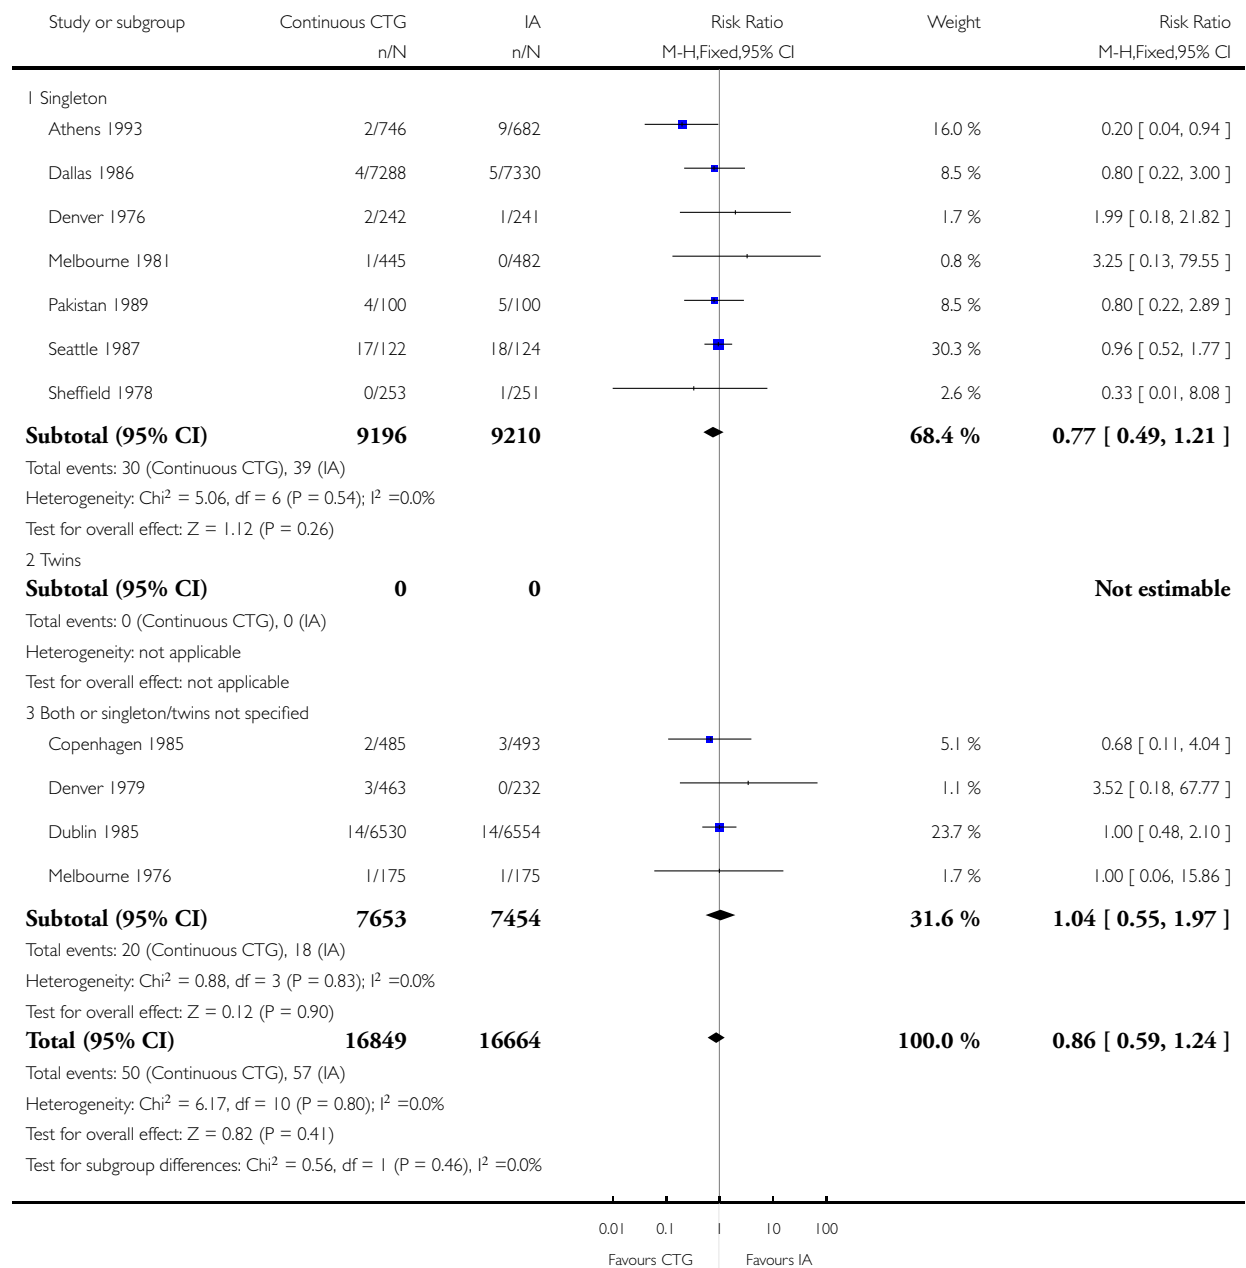 Study or subgroup Continuous CTG IA Risk Ratio Weight Risk Ratio
n/N n/N M-H,Fixed,95% CI M-H,Fixed,95% CI
1 Singleton
Athens 1993 2/746 9/682 16.0 % 0.20 [ 0.04, 0.94 ]
Dallas 1986 4/7288 5/7330 8.5 % 0.80 [ 0.22, 3.00 ]
Denver 1976 2/242 1/241 1.7 % 1.99 [ 0.18, 21.82 ]
Melbourne 1981 1/445 0/482 0.8 % 3.25 [ 0.13, 79.55 ]
Pakistan 1989 4/100 5/100 8.5 % 0.80 [ 0.22, 2.89 ]
Seattle 1987 17/122 18/124 30.3 % 0.96 [ 0.52, 1.77 ]
Sheffield 1978 0/253 1/251 2.6 % 0.33 [ 0.01, 8.08 ]
Subtotal (95% CI) 9196 9210 68.4 % 0.77 [ 0.49, 1.21 ]
Total events: 30 (Continuous CTG), 39 (IA)
Heterogeneity: Chi² = 5.06, df = 6 (P = 0.54); I² =0.0%
Test for overall effect: Z = 1.12 (P = 0.26)
2 Twins
Subtotal (95% CI) 0 0 Not estimable
Total events: 0 (Continuous CTG), 0 (IA)
Heterogeneity: not applicable
Test for overall effect: not applicable
3 Both or singleton/twins not specified
Copenhagen 1985 2/485 3/493 5.1 % 0.68 [ 0.11, 4.04 ]
Denver 1979 3/463 0/232 1.1 % 3.52 [ 0.18, 67.77 ]
Dublin 1985 14/6530 14/6554 23.7 % 1.00 [ 0.48, 2.10 ]
Melbourne 1976 1/175 1/175 1.7 % 1.00 [ 0.06, 15.86 ]
Subtotal (95% CI) 7653 7454 31.6 % 1.04 [ 0.55, 1.97 ]
Total events: 20 (Continuous CTG), 18 (IA)
Heterogeneity: Chi² = 0.88, df = 3 (P = 0.83); I² =0.0%
Test for overall effect: Z = 0.12 (P = 0.90)
Total (95% CI) 16849 16664 100.0 % 0.86 [ 0.59, 1.24 ]
Total events: 50 (Continuous CTG), 57 (IA)
Heterogeneity: Chi² = 6.17, df = 10 (P = 0.80); I² =0.0%
Test for overall effect: Z = 0.82 (P = 0.41)
Test for subgroup differences: Chi² = 0.56, df = 1 (P = 0.46), I² =0.0%
0.01 0.1 1 10 100
Favours CTG Favours IA